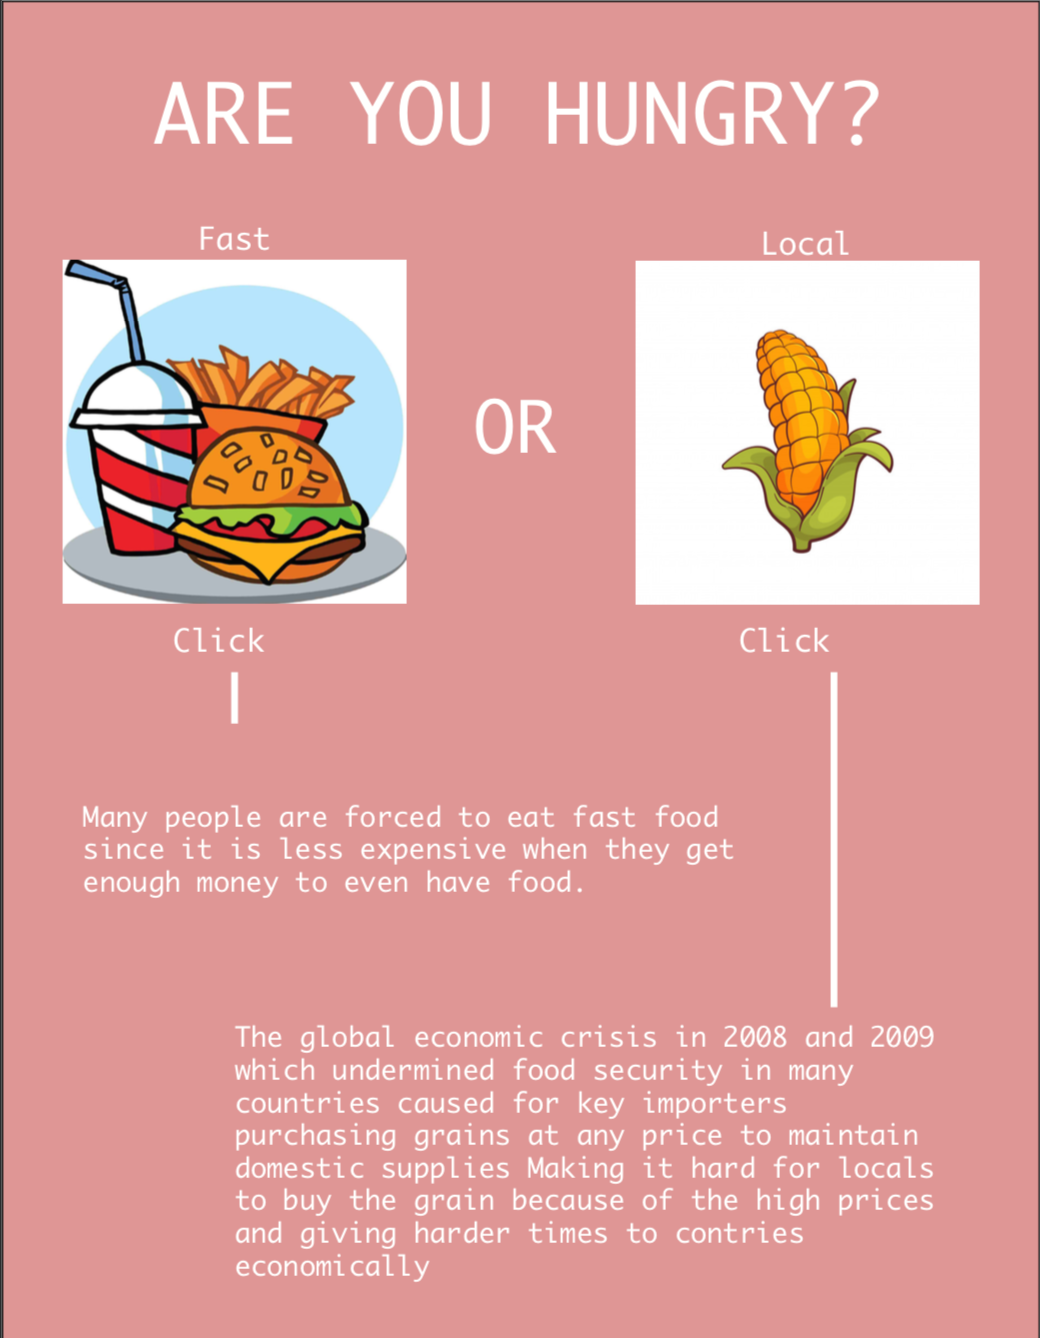 ARE YOU HUNGRY?
Fast
Local
OR
Click
Click
Many people are forced to eat fast food
since it is less expensive when they get
enough money to even have food.
The global economic crisis in 2008 and 2009
which undermined food security in many
countries caused for key importers
purchasing grains at any price to maintain
domestic supplies Making it hard for locals
to buy the grain because of the high prices
and giving harder times to contries
economically